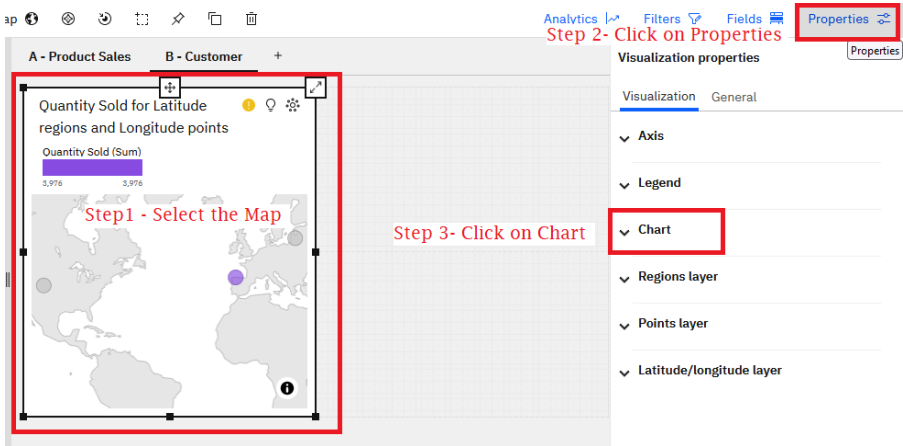 ap
Analytics
Filters
Fields
Properties
Step 2- Click on Properties
Properties
A - Product Sales
B - Customer
+
Visualization properties
Quantity Sold for Latitude
regions and Longitude points
Visualization
General
Quantity Sold (Sum)
3,976
3,976
Axis
Legend
Step1 - Select the Map
Step 3- Click on Chart
Chart
Regions layer
Points layer
Latitude/longitude layer